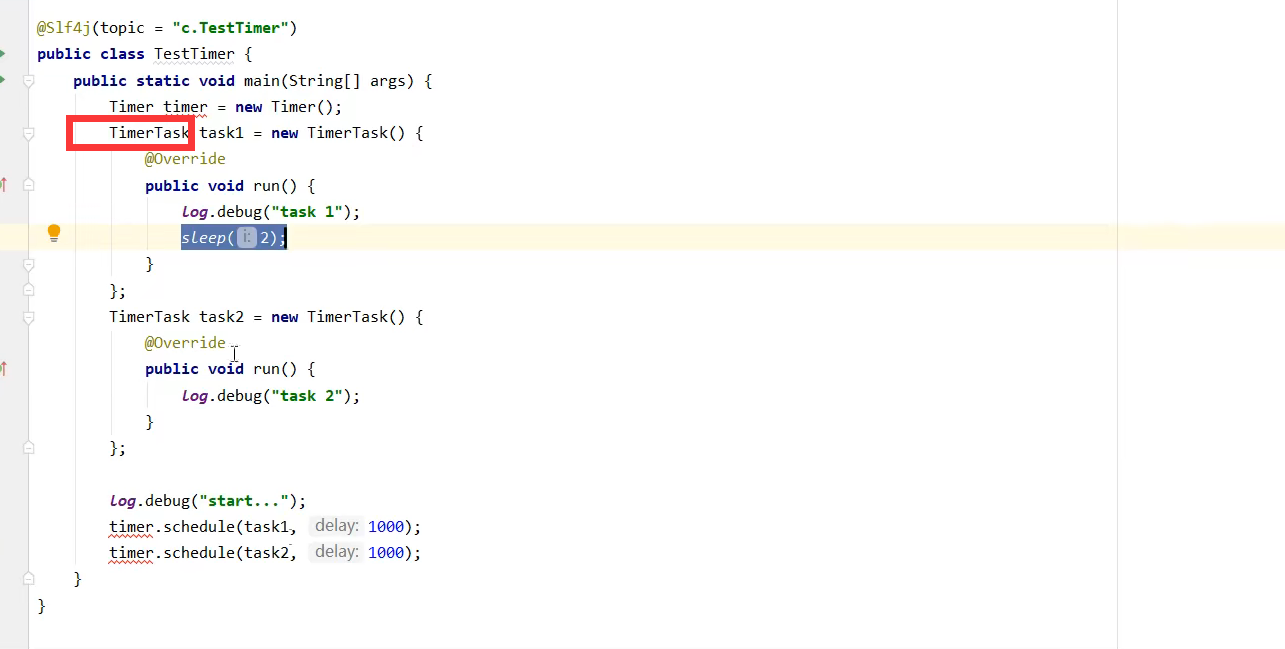 @Slf4j(topic = "c.TestTimer")
public class TestTimer {
public static void main(String[] args) {
Timer timer = new Timer();
TimerTask task1 = new TimerTask() {
@Override
public void run() {
log.debug("task 1");
sleep( i: 2);
}
};
TimerTask task2 = new TimerTask() {
@Override
public void run() {
log.debug("task 2");
}
};
log.debug("start...");
timer.schedule(task1, delay: 1000);
timer.schedule(task2, delay: 1000);
}
}